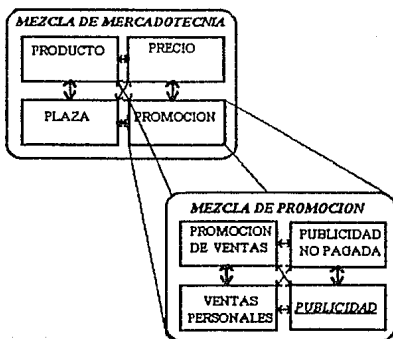 MEZCLA DE MERCADOTECNIA
PRODUCTO
PRECIO
PLAZA
PROMOCION
MEZCLA DE PROMOCION
PROMOCION
DE VENTAS
PUBLICIDAD
NO PAGADA
VENTAS
PERSONALES
PUBLICIDAD